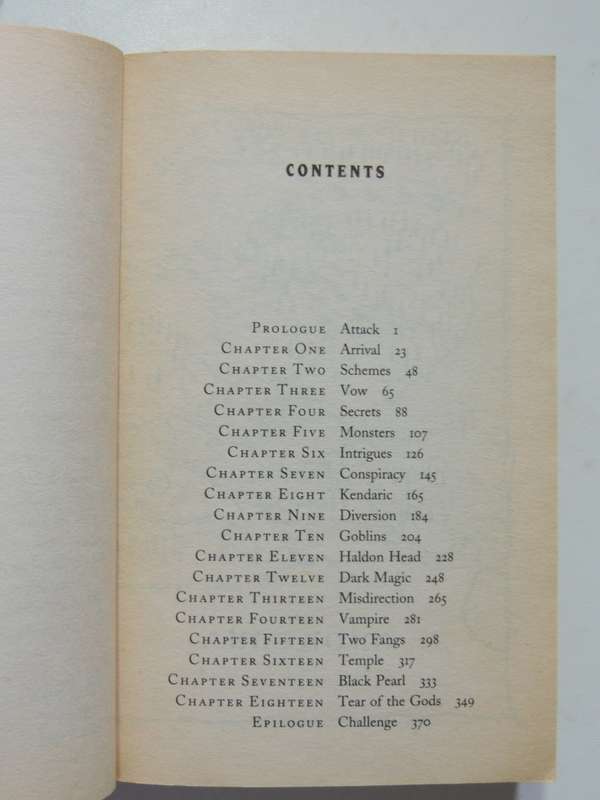 CONTENTS
PROLOGUE Attack 1
CHAPTER ONE Arrival 23
CHAPTER TWO Schemes 48
CHAPTER THREE Vow 65
CHAPTER FOUR Secrets 88
CHAPTER FIVE Monsters 107
CHAPTER SIX Intrigues 126
CHAPTER SEVEN Conspiracy 145
CHAPTER EIGHT Kendaric 165
CHAPTER NINE Diversion 184
CHAPTER TEN Goblins 204
CHAPTER ELEVEN Haldon Head 228
CHAPTER TWELVE Dark Magic 248
CHAPTER THIRTEEN Misdirection 265
CHAPTER FOURTEEN Vampire 281
CHAPTER FIFTEEN Two Fangs 298
CHAPTER SIXTEEN Temple 317
CHAPTER SEVENTEEN Black Pearl 333
CHAPTER EIGHTEEN Tear of the Gods 349
EPILOGUE Challenge 370